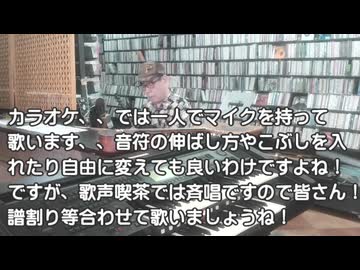 カラオケ、、では一人でマイクを持って
歌います、、音符の伸ばし方やこぶしを入
れたり自由に変えても良いわけですよね！
ですが、歌声喫茶では斉唱ですので皆さん！
譜割り等合わせて歌いましょうね！